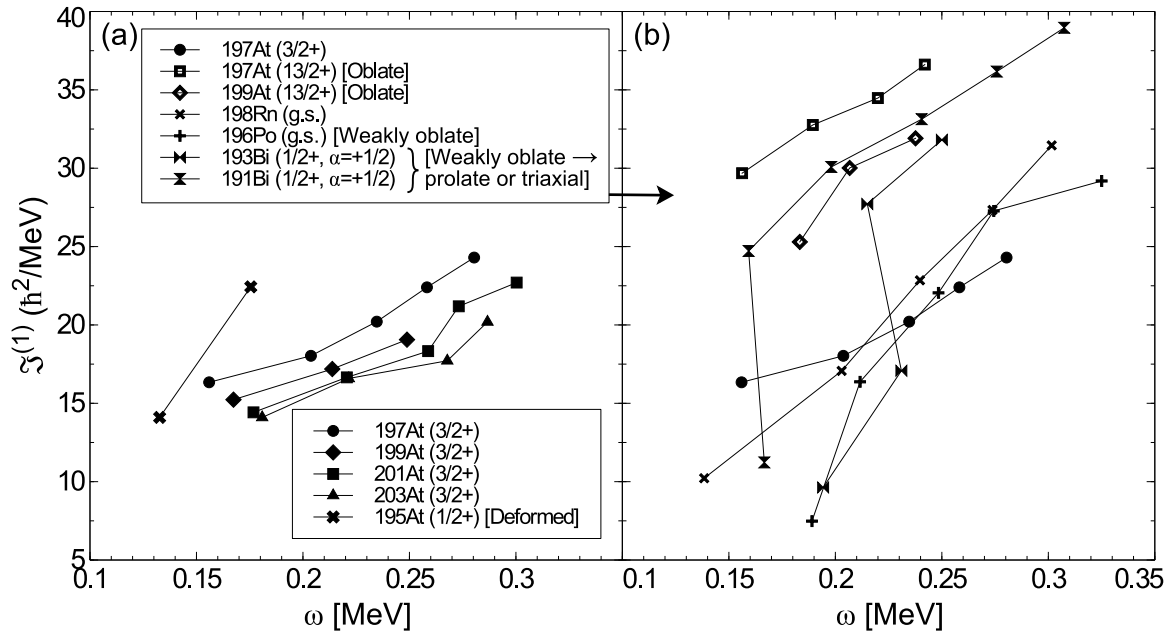 40
35
30
25
20
15
10
5
ℑ(1) (ħ²/MeV)
(a)
197At (3/2+)
197At (13/2+) [Oblate]
199At (13/2+) [Oblate]
198Rn (g.s.)
196Po (g.s.) [Weakly oblate]
193Bi (1/2+, α=+1/2) } [Weakly oblate →
191Bi (1/2+, α=+1/2) } prolate or triaxial]
197At (3/2+)
199At (3/2+)
201At (3/2+)
203At (3/2+)
195At (1/2+) [Deformed]
0.1 0.15 0.2 0.25 0.3
ω [MeV]
(b)
0.1 0.15 0.2 0.25 0.3 0.35
ω [MeV]